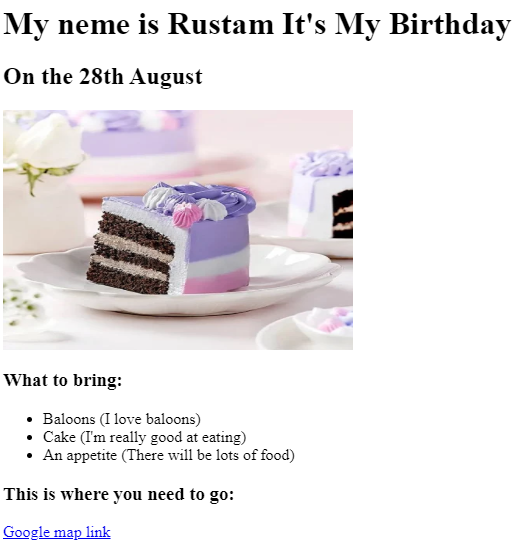 My neme is Rustam It's My Birthday
On the 28th August
What to bring:
Baloons (I love baloons)
Cake (I'm really good at eating)
An appetite (There will be lots of food)
This is where you need to go:
Google map link